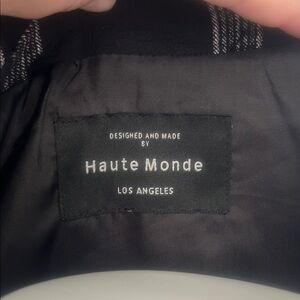 DESIGNED AND MADE
BY
Haute Monde
LOS ANGELES